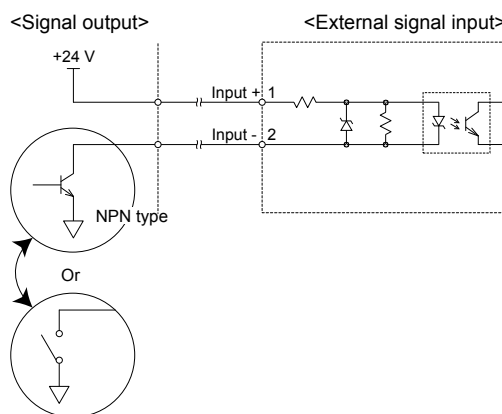 <Signal output> <External signal input>
+24 V
Input + 1
Input - 2
NPN type
Or